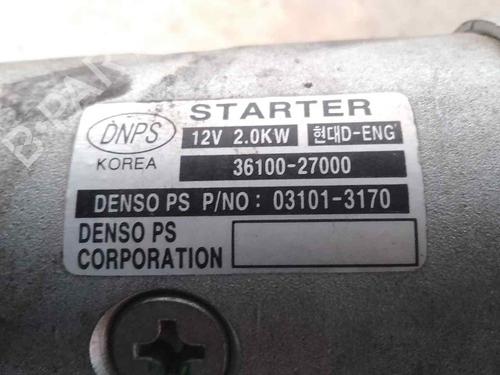 DNPS
KOREA
STARTER
12V 2.0KW 현대D-ENG
36100-27000
DENSO PS P/NO: 03101-3170
DENSO PS
CORPORATION